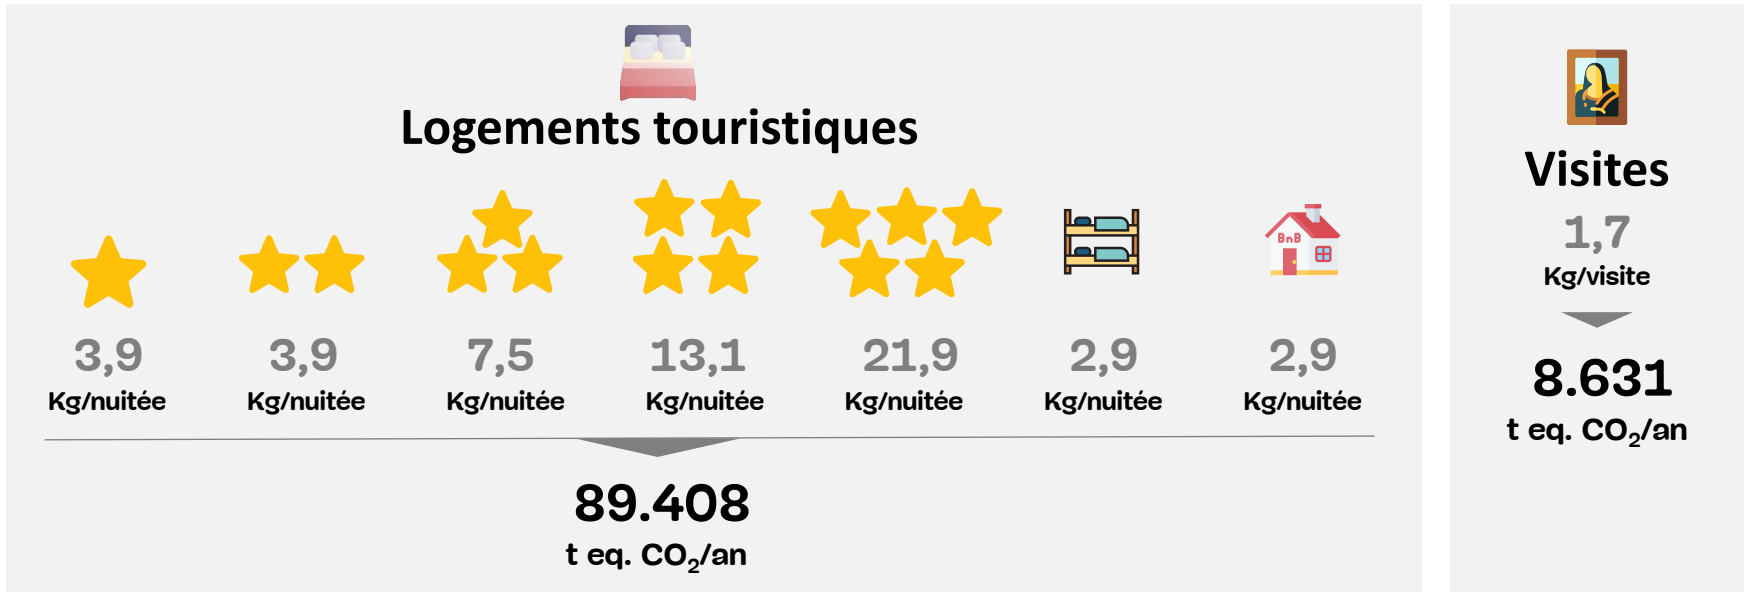 Logements touristiques
BnB
3,9
3,9
7,5
13,1
21,9
2,9
2,9
Kg/nuitée
Kg/nuitée
Kg/nuitée
Kg/nuitée
Kg/nuitée
Kg/nuitée
Kg/nuitée
89.408
t eq. CO₂/an
Visites
1,7
Kg/visite
8.631
t eq. CO₂/an